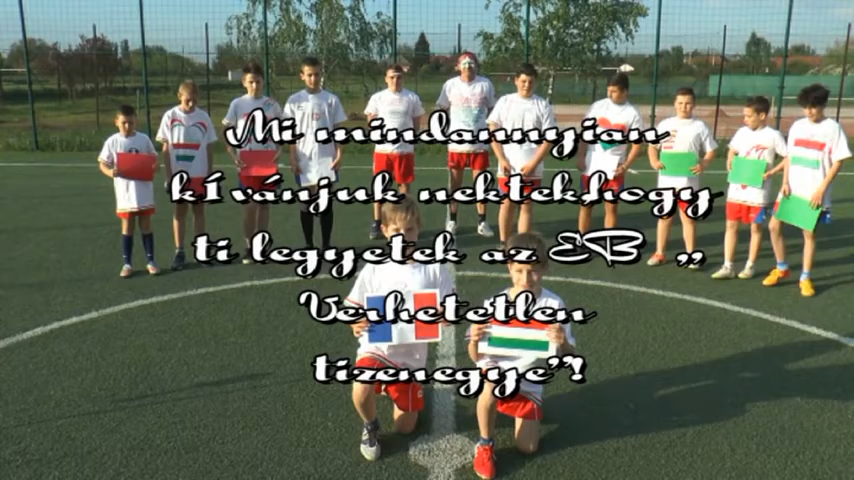 Mi mindannyian
kívánjuk nektek,hogy
ti legyetek az EB „
Verhetetlen
tizenegye”!